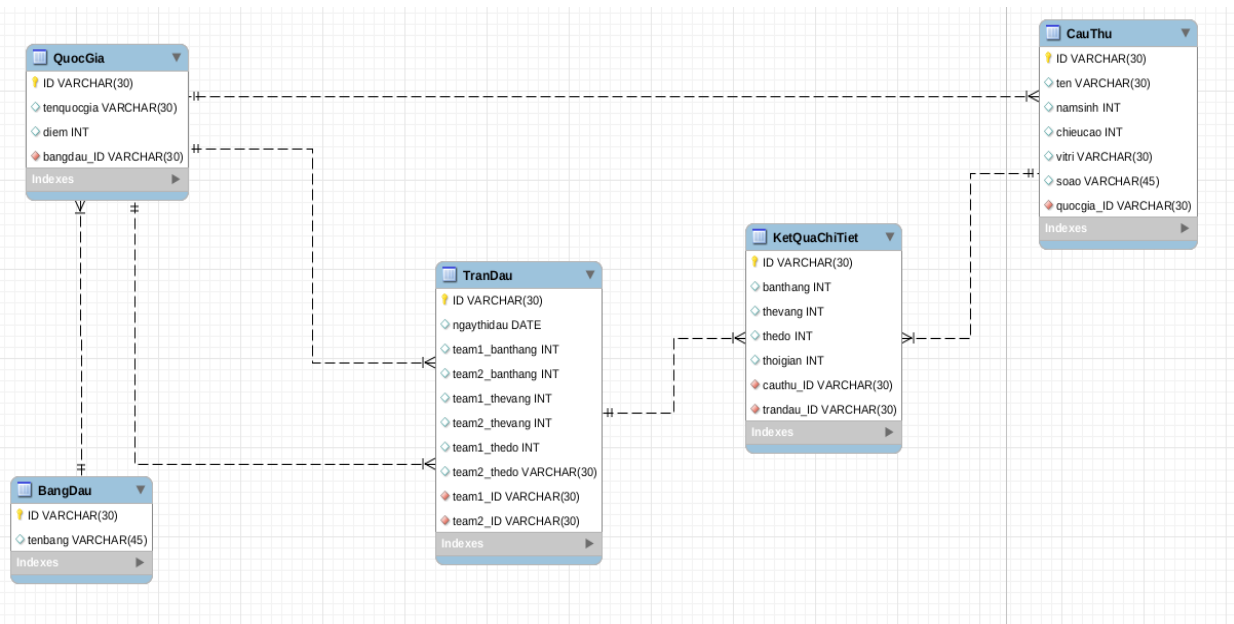 QuocGia
ID VARCHAR(30)
tenquocgia VARCHAR(30)
diem INT
bangdau_ID VARCHAR(30)
Indexes
CauThu
ID VARCHAR(30)
ten VARCHAR(30)
namsinh INT
chieucao INT
vitri VARCHAR(30)
soao VARCHAR(45)
quocgia_ID VARCHAR(30)
Indexes
KetQuaChiTiet
ID VARCHAR(30)
banthang INT
thevang INT
thedo INT
thoigian INT
cauthu_ID VARCHAR(30)
trandau_ID VARCHAR(30)
Indexes
TranDau
ID VARCHAR(30)
ngaythidau DATE
team1_banthang INT
team2_banthang INT
team1_thevang INT
team2_thevang INT
team1_thedo INT
team2_thedo VARCHAR(30)
team1_ID VARCHAR(30)
team2_ID VARCHAR(30)
Indexes
BangDau
ID VARCHAR(30)
tenbang VARCHAR(45)
Indexes